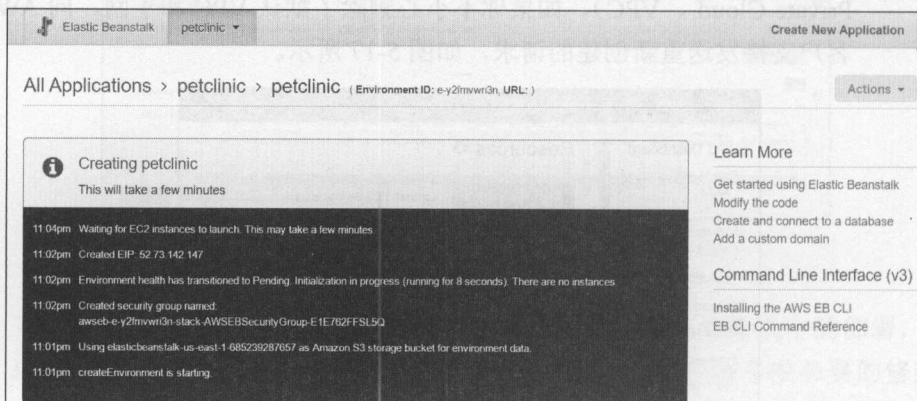 Elastic Beanstalk petclinic
Create New Application
All Applications > petclinic > petclinic ( Environment ID: e-y2fmvwri3n, URL: )
Actions
Creating petclinic
This will take a few minutes
11:04pm Waiting for EC2 instances to launch. This may take a few minutes
11:02pm Created EIP: 52.73.142.147
11:02pm Environment health has transitioned to Pending. Initialization in progress (running for 8 seconds). There are no instances
11:02pm Created security group named:
awseb-e-y2fmvwri3n-stack-AWSEBSecurityGroup-E1E762FFSL5Q
11:01pm Using elasticbeanstalk-us-east-1-685239287657 as Amazon S3 storage bucket for environment data.
11:01pm createEnvironment is starting.
Learn More
Get started using Elastic Beanstalk
Modify the code
Create and connect to a database
Add a custom domain
Command Line Interface (v3)
Installing the AWS EB CLI
EB CLI Command Reference